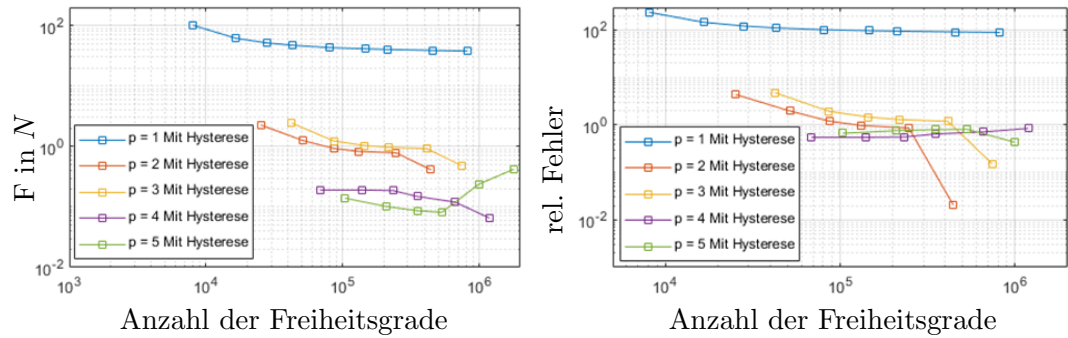 F in N
10^2
10^0
10^-2
p = 1 Mit Hysterese
p = 2 Mit Hysterese
p = 3 Mit Hysterese
p = 4 Mit Hysterese
p = 5 Mit Hysterese
10^3 10^4 10^5 10^6
Anzahl der Freiheitsgrade
rel. Fehler
10^2
10^0
10^-2
p = 1 Mit Hysterese
p = 2 Mit Hysterese
p = 3 Mit Hysterese
p = 4 Mit Hysterese
p = 5 Mit Hysterese
10^4 10^5 10^6
Anzahl der Freiheitsgrade